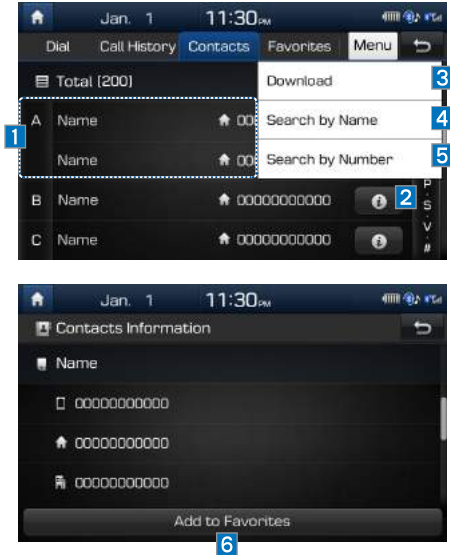 Jan. 1 11:30PM
Dial Call History Contacts Favorites Menu
Total (200) Download 3
A Name 00 Search by Name 4
1
Name 00 Search by Number 5
P
B Name 00000000000 2 S
V
C Name 00000000000 #
Jan. 1 11:30PM
Contacts Information
Name
00000000000
00000000000
00000000000
Add to Favorites
6